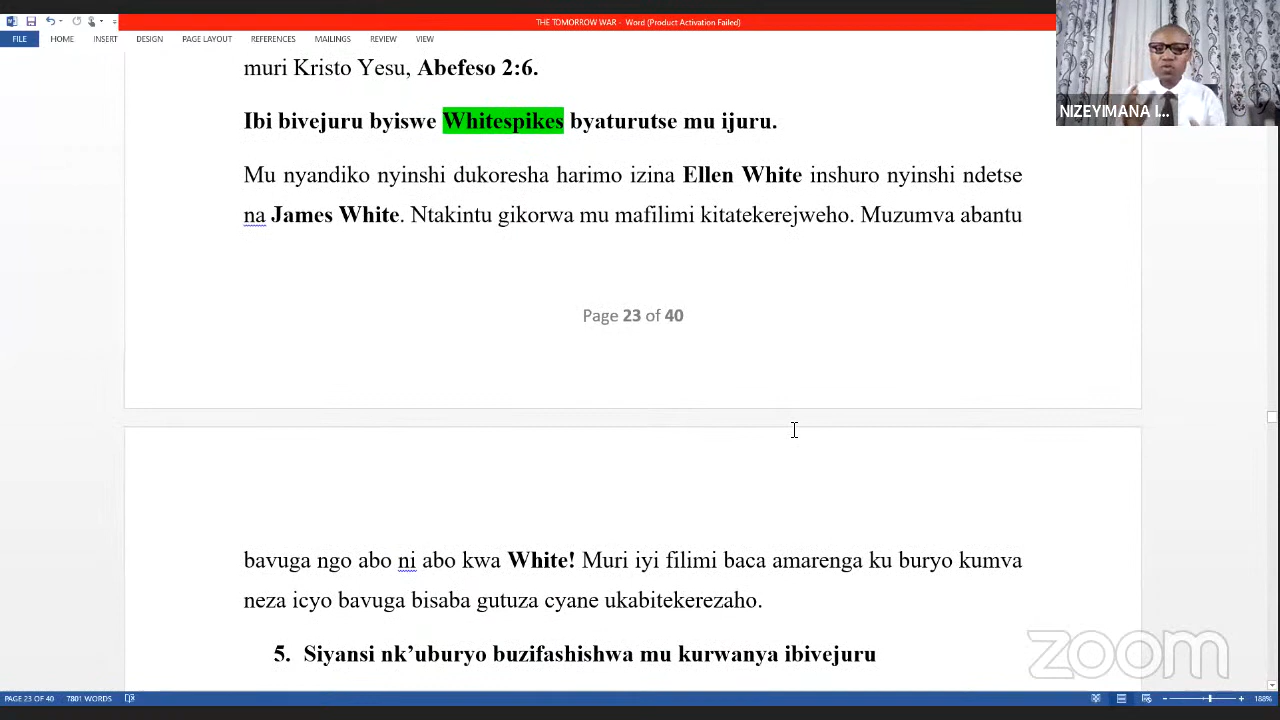 THE TOMORROW WAR - Word (Product Activation Failed)
FILE HOME INSERT DESIGN PAGE LAYOUT REFERENCES MAILINGS REVIEW VIEW
muri Kristo Yesu, Abefeso 2:6.
Ibi bivejuru byiswe Whitespikes byaturutse mu ijuru.
Mu nyandiko nyinshi dukoresha harimo izina Ellen White inshuro nyinshi ndetse
na James White. Ntakintu gikorwa mu mafilimi kitatekerejweho. Muzumva abantu
Page 23 of 40
bavuga ngo abo ni abo kwa White! Muri iyi filimi baca amarenga ku buryo kumva
neza icyo bavuga bisaba gutuza cyane ukabitekerezaho.
5. Siyansi nk’uburyo buzifashishwa mu kurwanya ibivejuru
NIZEYIMANA I...
zoom
PAGE 23 OF 40 7801 WORDS
188%